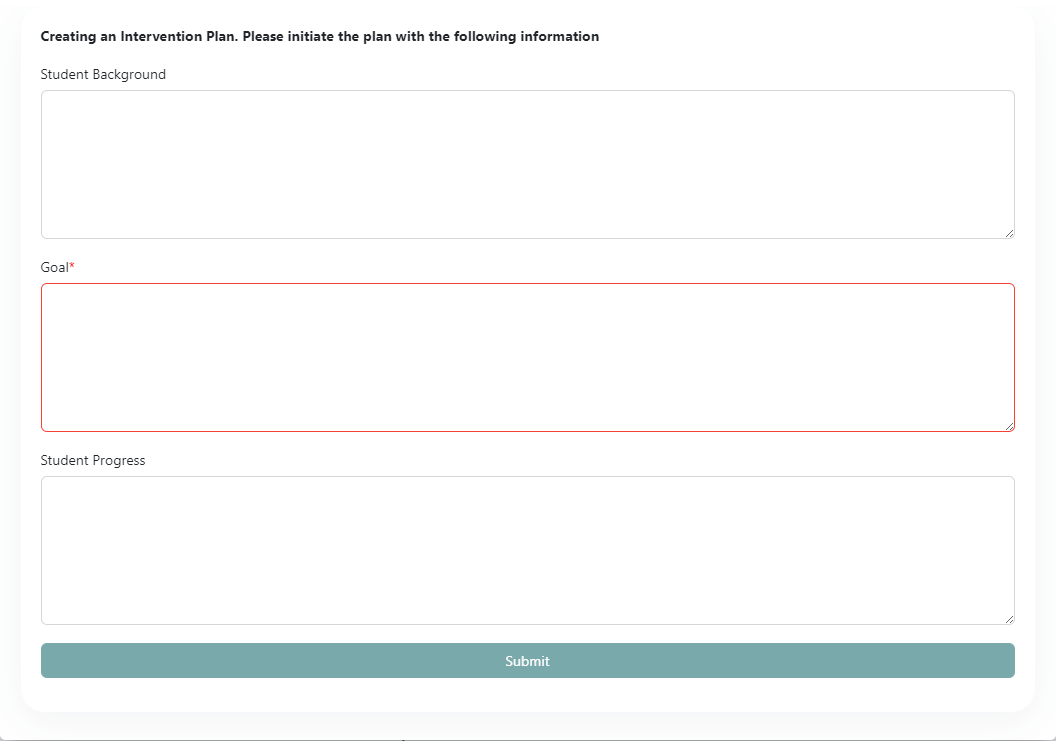 Creating an Intervention Plan. Please initiate the plan with the following information
Student Background
Goal*
Student Progress
Submit